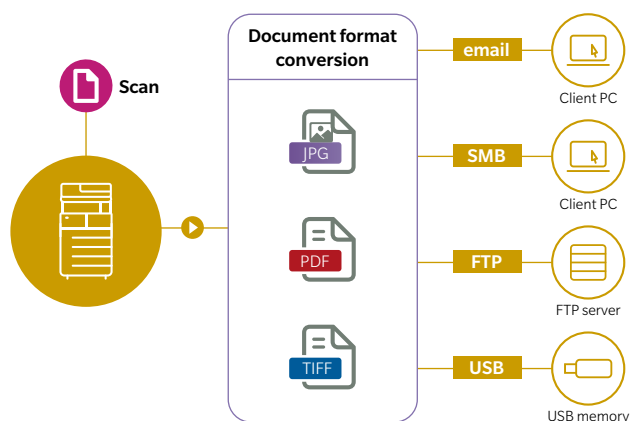 Scan
Document format
conversion
JPG
PDF
TIFF
email
Client PC
SMB
Client PC
FTP
FTP server
USB
USB memory